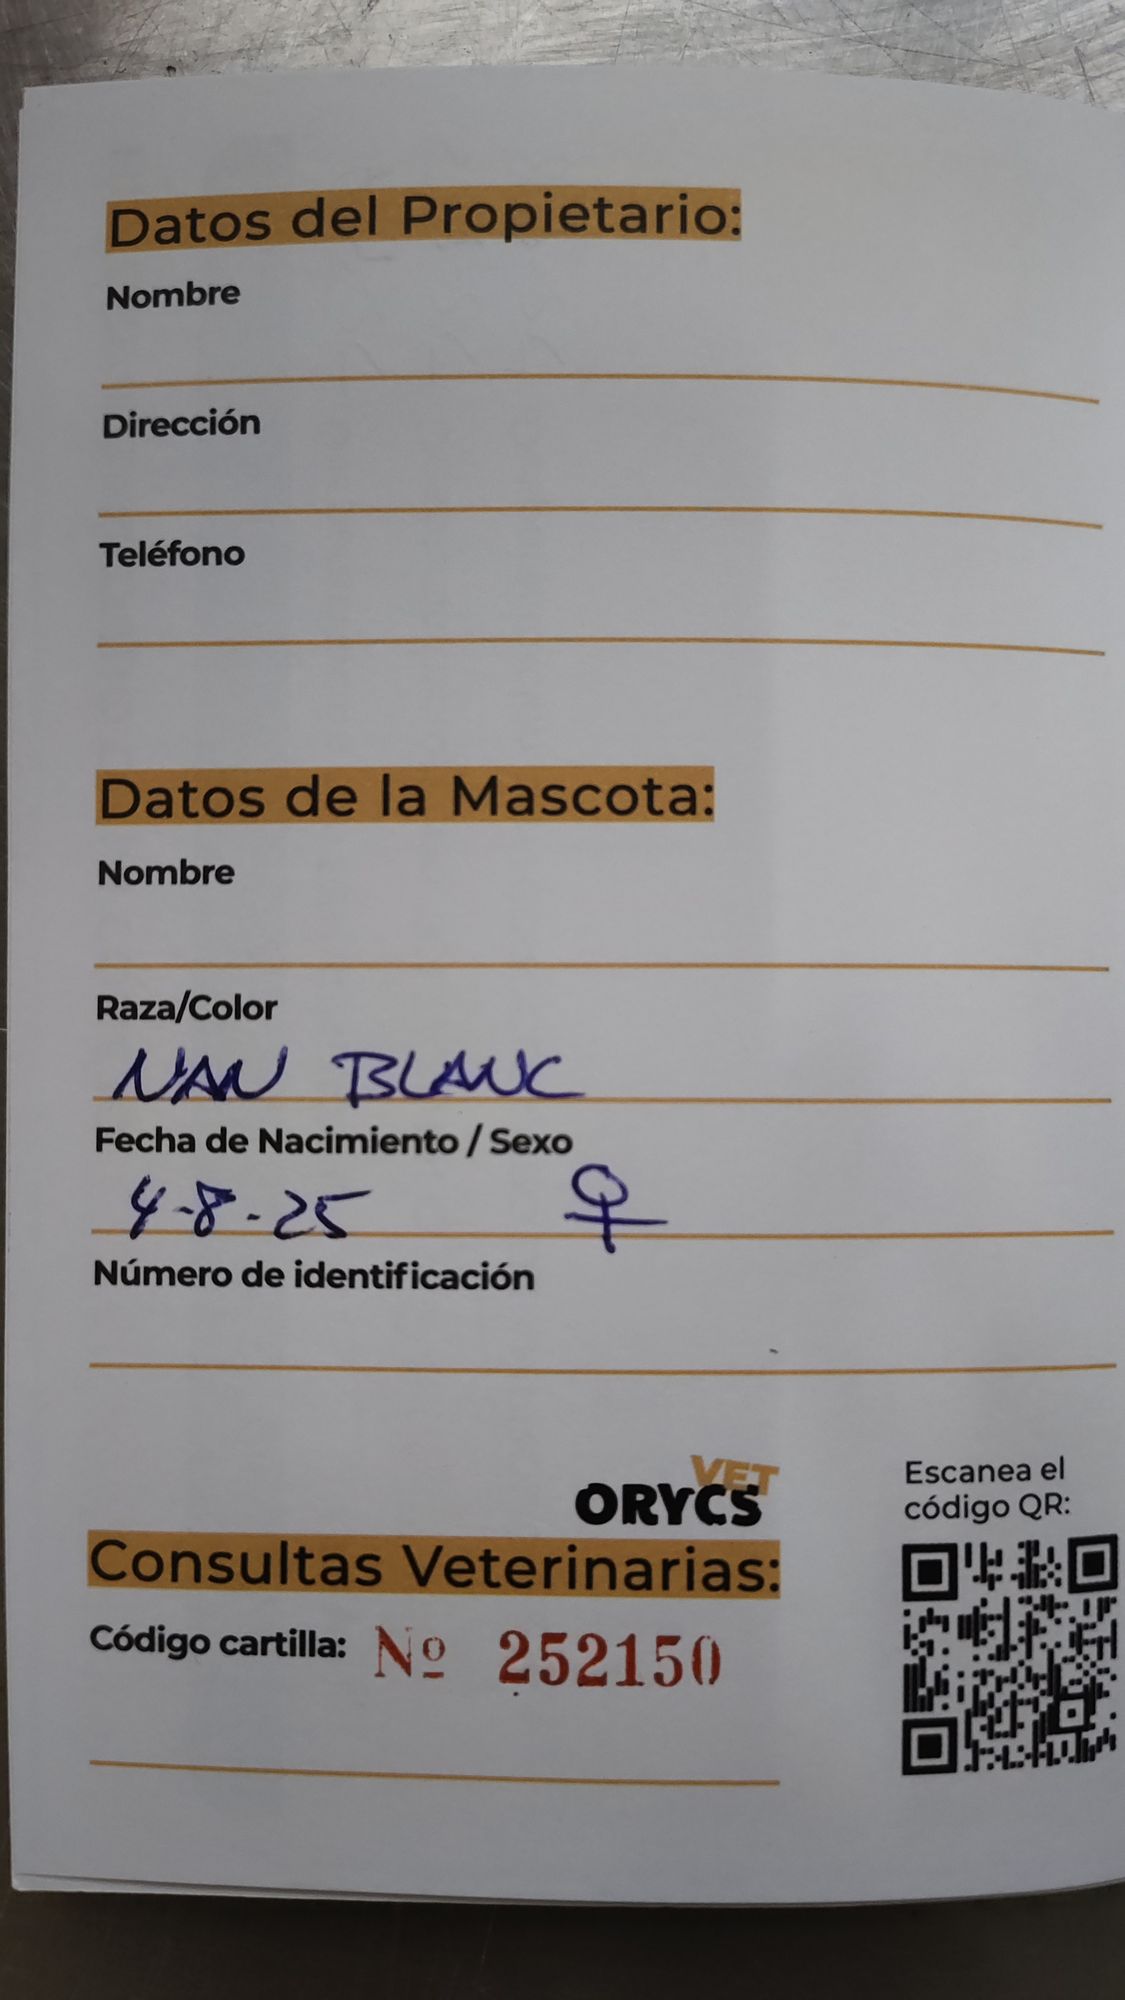 Datos del Propietario:
Nombre
Dirección
Teléfono
Datos de la Mascota:
Nombre
Raza/Color
NAN BLANC
Fecha de Nacimiento / Sexo
4-8-25 ♀
Número de identificación
ORYCS VET
Consultas Veterinarias:
Código cartilla: Nº 252150
Escanea el
código QR: